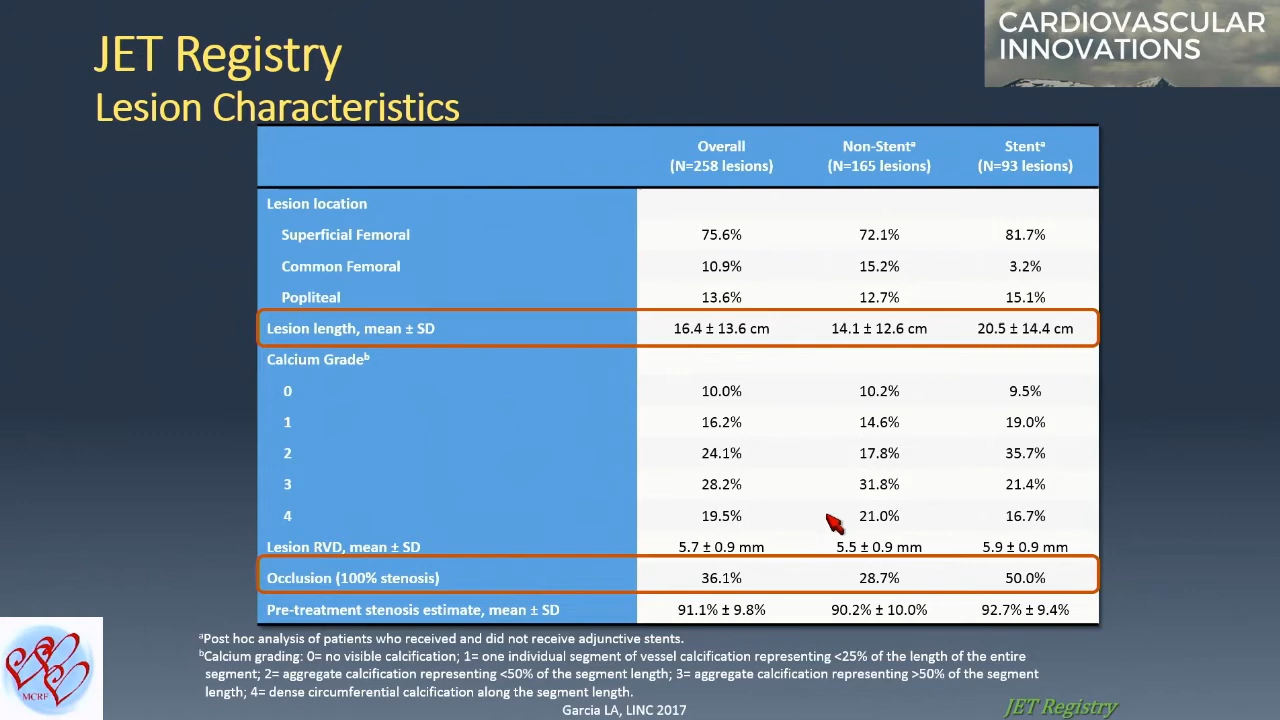 CARDIOVASCULAR
INNOVATIONS
JET Registry
Lesion Characteristics
Overall (N=258 lesions) Non-Stentᵃ (N=165 lesions) Stentᵃ (N=93 lesions)
Lesion location
Superficial Femoral 75.6% 72.1% 81.7%
Common Femoral 10.9% 15.2% 3.2%
Popliteal 13.6% 12.7% 15.1%
Lesion length, mean ± SD 16.4 ± 13.6 cm 14.1 ± 12.6 cm 20.5 ± 14.4 cm
Calcium Gradeᵇ
0 10.0% 10.2% 9.5%
1 16.2% 14.6% 19.0%
2 24.1% 17.8% 35.7%
3 28.2% 31.8% 21.4%
4 19.5% 21.0% 16.7%
Lesion RVD, mean ± SD 5.7 ± 0.9 mm 5.5 ± 0.9 mm 5.9 ± 0.9 mm
Occlusion (100% stenosis) 36.1% 28.7% 50.0%
Pre-treatment stenosis estimate, mean ± SD 91.1% ± 9.8% 90.2% ± 10.0% 92.7% ± 9.4%
ᵃPost hoc analysis of patients who received and did not receive adjunctive stents.
ᵇCalcium grading: 0= no visible calcification; 1= one individual segment of vessel calcification representing <25% of the length of the entire
segment; 2= aggregate calcification representing <50% of the segment length; 3= aggregate calcification representing >50% of the segment
length; 4= dense circumferential calcification along the segment length.
Garcia LA, LINC 2017
JET Registry
MCRF